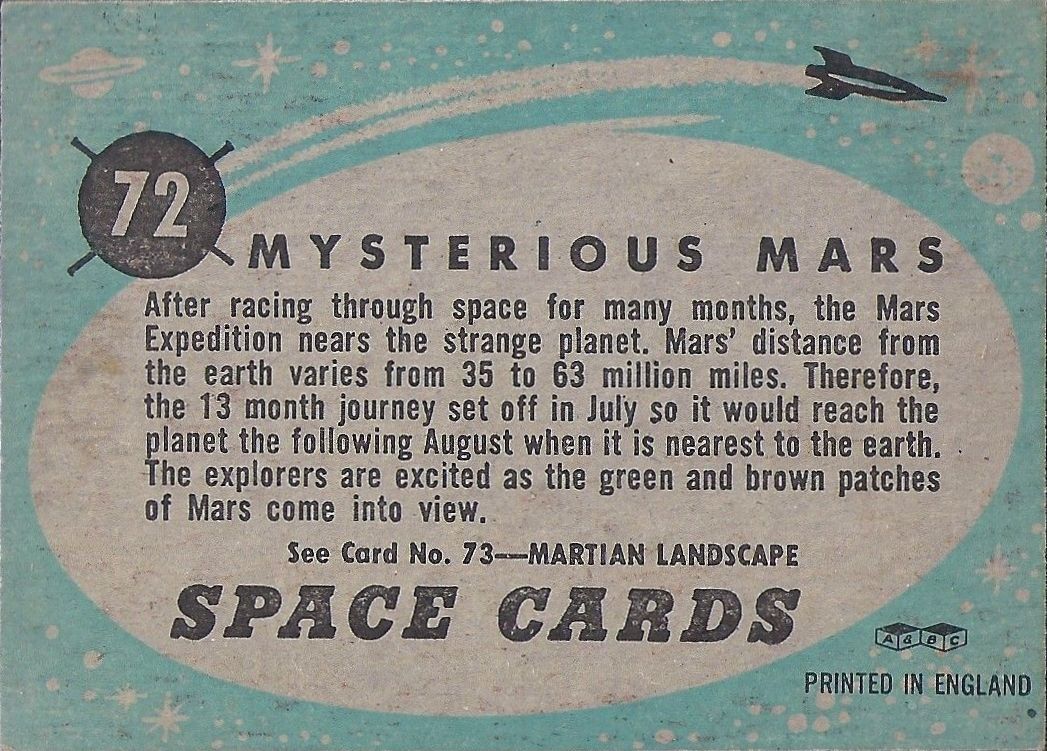 72
MYSTERIOUS MARS
After racing through space for many months, the Mars
Expedition nears the strange planet. Mars' distance from
the earth varies from 35 to 63 million miles. Therefore,
the 13 month journey set off in July so it would reach the
planet the following August when it is nearest to the earth.
The explorers are excited as the green and brown patches
of Mars come into view.
See Card No. 73—MARTIAN LANDSCAPE
SPACE CARDS
A & B C
PRINTED IN ENGLAND